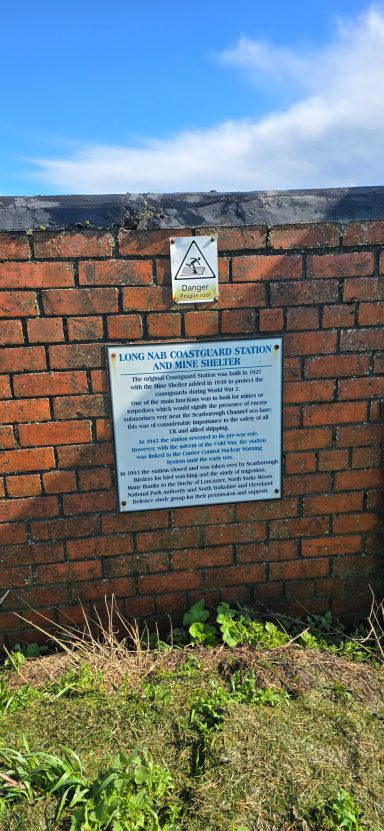 Danger
Fragile roof
LONG NAB COASTGUARD STATION
AND MINE SHELTER
The original Coastguard Station was built in 1927
with the Mine Shelter added in 1939 to protect the
coastguards during World War 2.
One of the main functions was to look for mines or
torpedoes which would signify the presence of enemy
submarines very near the Scarborough Channel sea lane:
this was of considerable importance to the safety of all
UK and allied shipping.
In 1945 the station reverted to its pre-war role.
However, with the advent of the Cold War, the station
was linked to the Carrier Control Nuclear Warning
System until the early 60s.
In 1993 the station closed and was taken over by Scarborough
Birders for bird watching and the study of migration.
Many thanks to the Duchy of Lancaster, North Yorks Moors
National Park Authority and North Yorkshire and Cleveland
Defence study group for their permission and support.